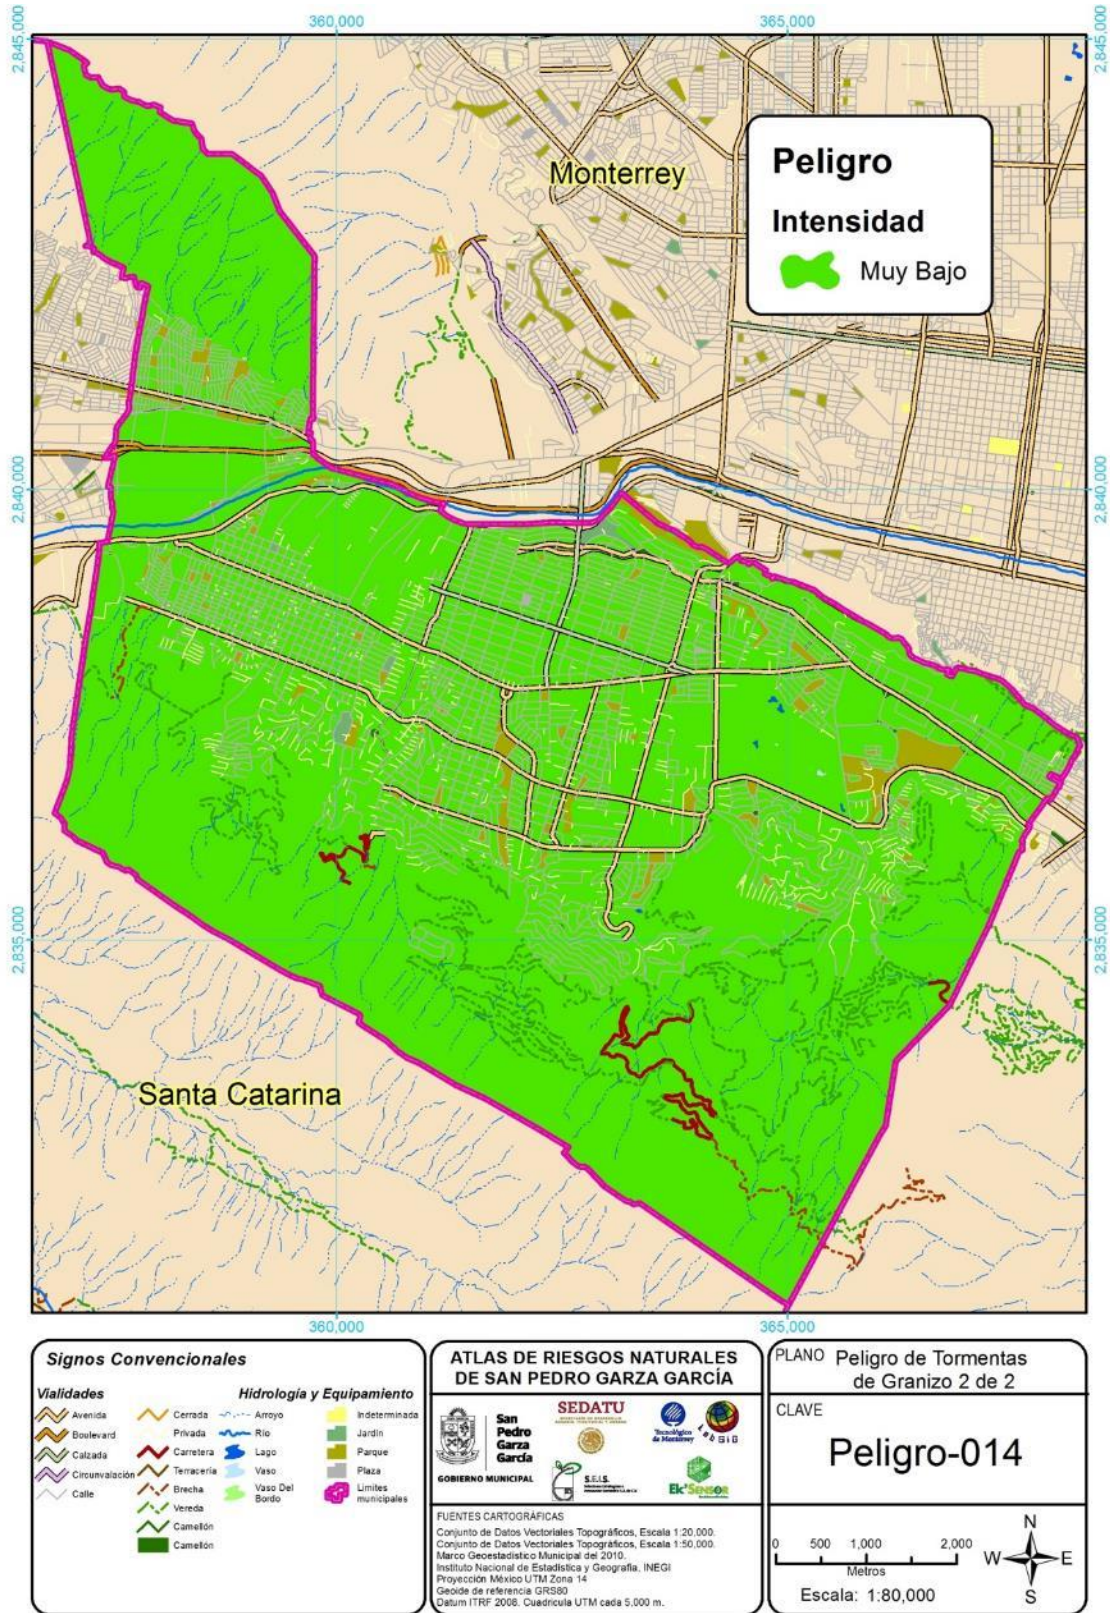 360,000
365,000
2,845,000
2,845,000
Monterrey
Peligro
Intensidad
Muy Bajo
2,840,000
2,840,000
2,835,000
2,835,000
Santa Catarina
360,000
365,000
Signos Convencionales
Vialidades
Avenida
Boulevard
Calzada
Circunvalación
Calle
Cerrada
Privada
Carretera
Terracería
Brecha
Vereda
Camellón
Camellón
Hidrología y Equipamiento
Arroyo
Río
Lago
Vaso
Vaso Del
Bordo
Indeterminada
Jardín
Parque
Plaza
Limites
municipales
ATLAS DE RIESGOS NATURALES
DE SAN PEDRO GARZA GARCÍA
San
Pedro
Garza
García
GOBIERNO MUNICIPAL
SEDATU
Tecnológico
de Monterrey
LabSIG
S.E.I.S.
Ek'SENSOR
FUENTES CARTOGRÁFICAS
Conjunto de Datos Vectoriales Topográficos, Escala 1:20,000.
Conjunto de Datos Vectoriales Topográficos, Escala 1:50,000.
Marco Geoestadístico Municipal del 2010.
Instituto Nacional de Estadística y Geografía, INEGI
Proyección México UTM Zona 14
Geoide de referencia GRS80
Datum ITRF 2008. Cuadricula UTM cada 5,000 m.
PLANO Peligro de Tormentas
de Granizo 2 de 2
CLAVE
Peligro-014
0 500 1,000 2,000
Metros
Escala: 1:80,000
N
W E
S